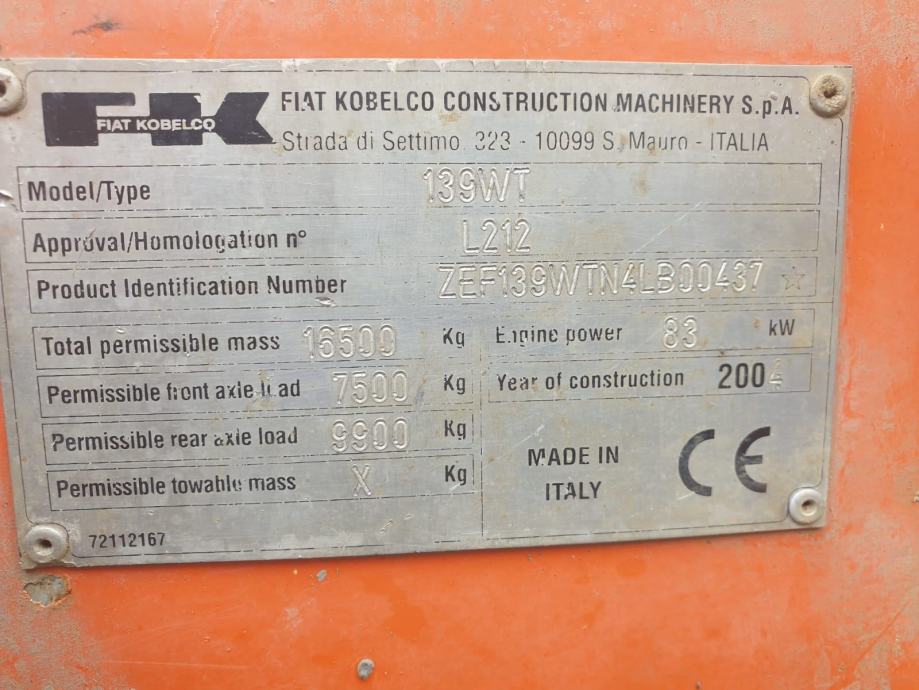 FK FIAT KOBELCO FIAT KOBELCO CONSTRUCTION MACHINERY S.p.A.
Strada di Settimo, 323 - 10099 S. Mauro - ITALIA
Model/Type 139WT
Approval/Homologation n° L212
Product Identification Number ZEF139WTN4LB00437 ☆
Total permissible mass 16500 Kg Engine power 83 kW
Permissible front axle load 7500 Kg Year of construction 2004
Permissible rear axle load 9900 Kg
Permissible towable mass X Kg
MADE IN
ITALY
CE
72112167